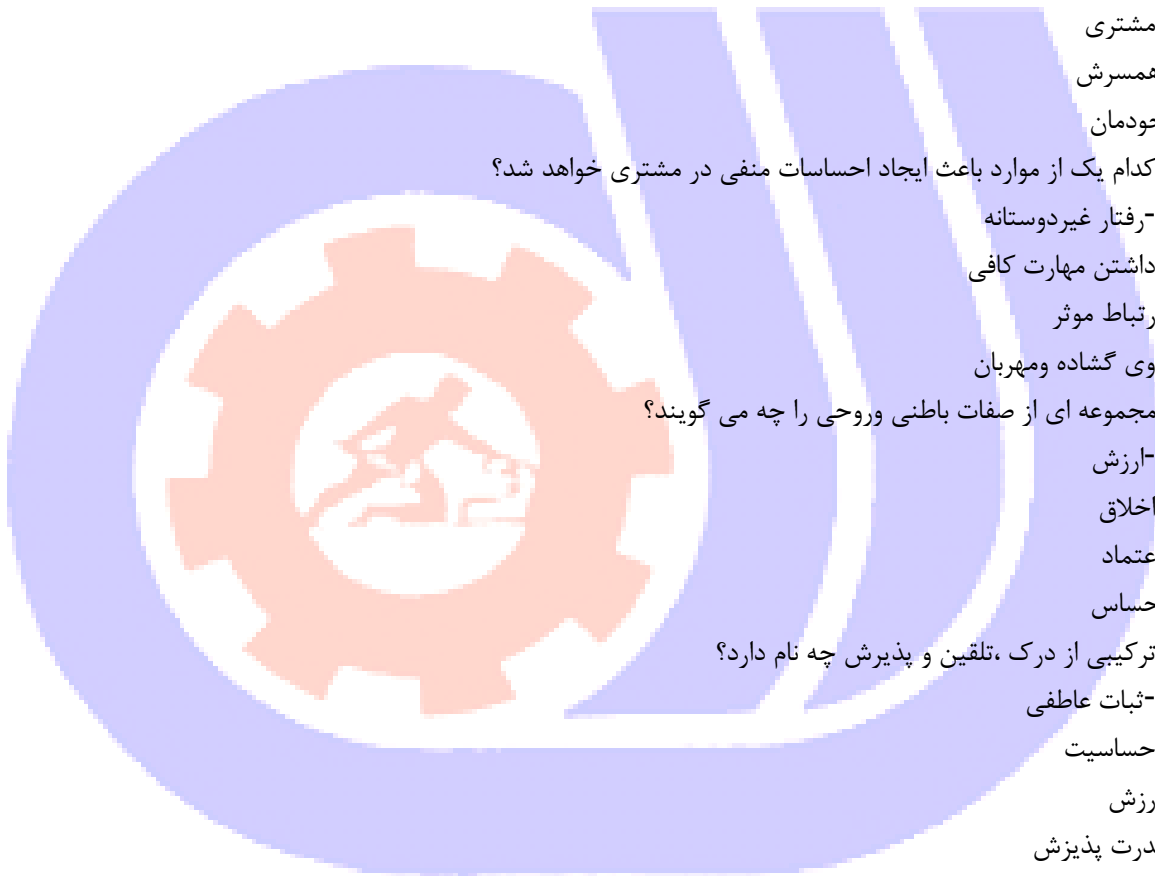 مشتری
همسرش
خودمان
کدام یک از موارد باعث ایجاد احساسات منفی در مشتری خواهد شد؟
-رفتار غیردوستانه
داشتن مهارت کافی
رتباط موثر
وی گشاده ومهربان
مجموعه ای از صفات باطنی وروحی را چه می گویند؟
-ارزش
اخلاق
عتماد
حساس
ترکیبی از درک ،تلقین و پذیرش چه نام دارد؟
-ثبات عاطفی
حساسیت
رزش
درت پذیزش